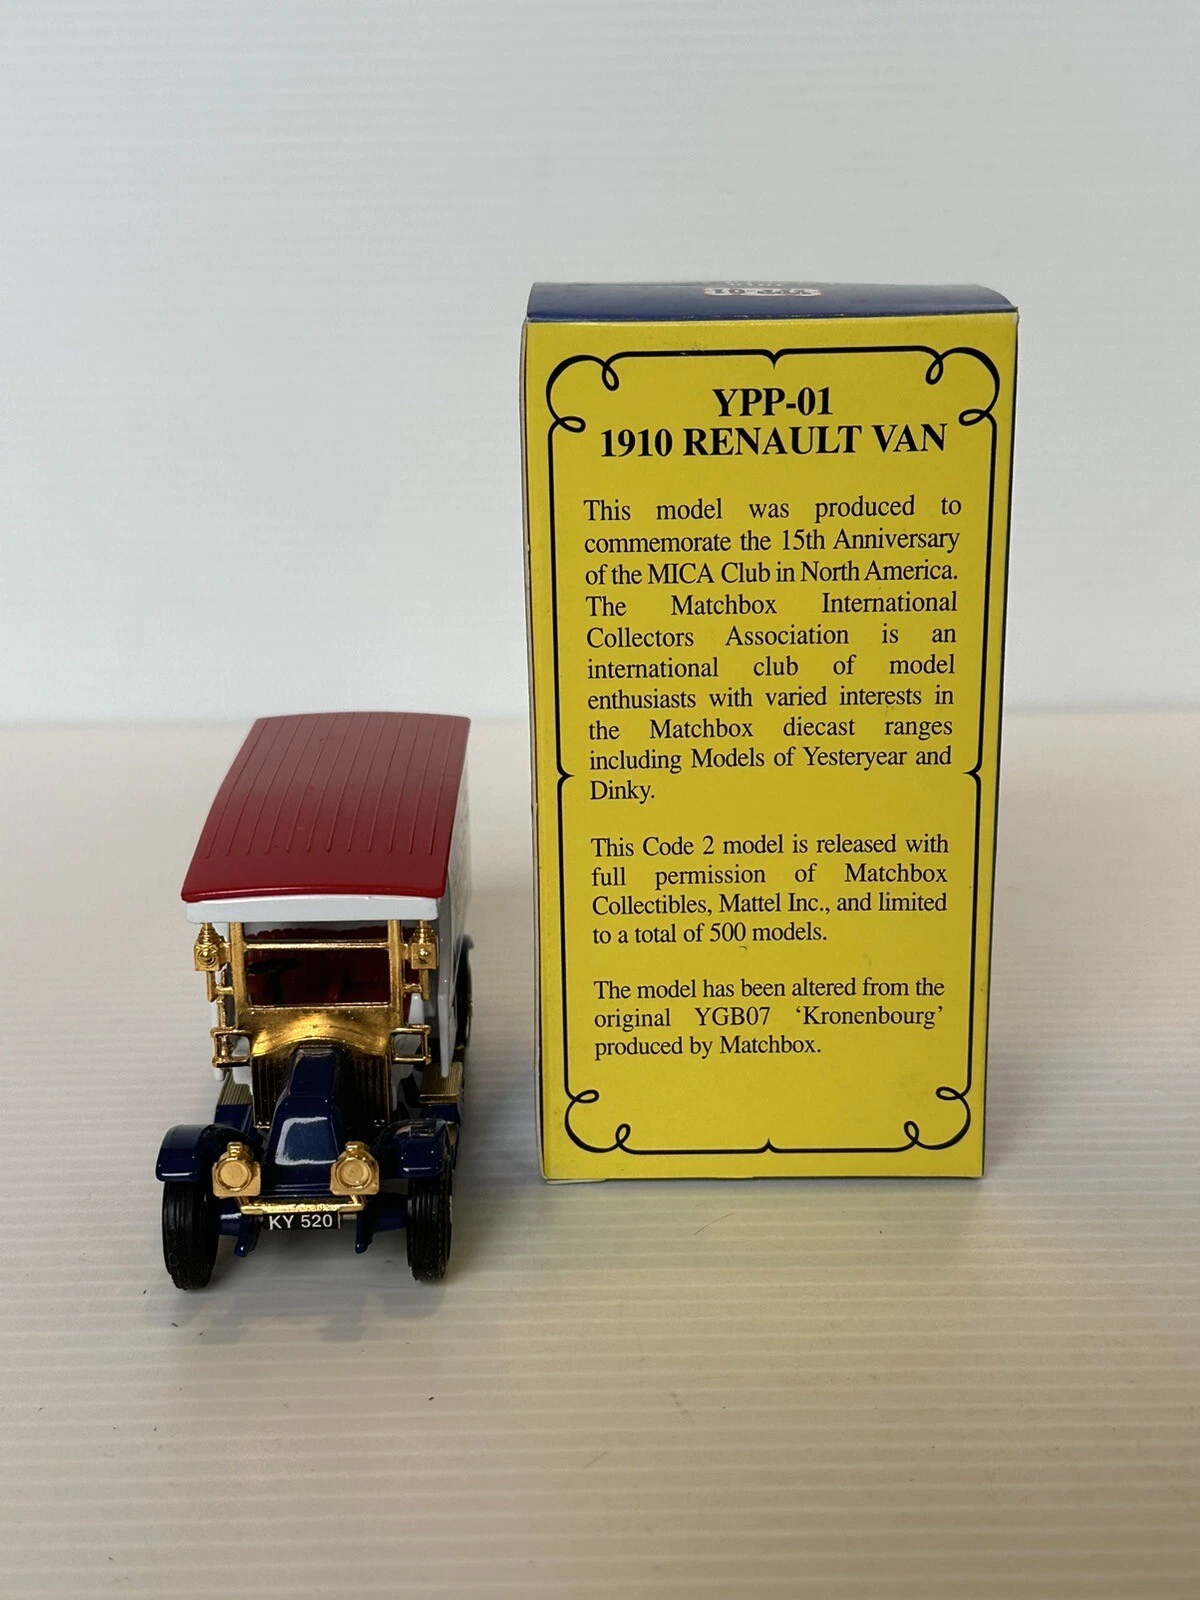 YPP-01
YPP-01
1910 RENAULT VAN
This model was produced to
commemorate the 15th Anniversary
of the MICA Club in North America.
The Matchbox International
Collectors Association is an
international club of model
enthusiasts with varied interests in
the Matchbox diecast ranges
including Models of Yesteryear and
Dinky.
This Code 2 model is released with
full permission of Matchbox
Collectibles, Mattel Inc., and limited
to a total of 500 models.
The model has been altered from the
original YGB07 ‘Kronenbourg’
produced by Matchbox.
KY 520